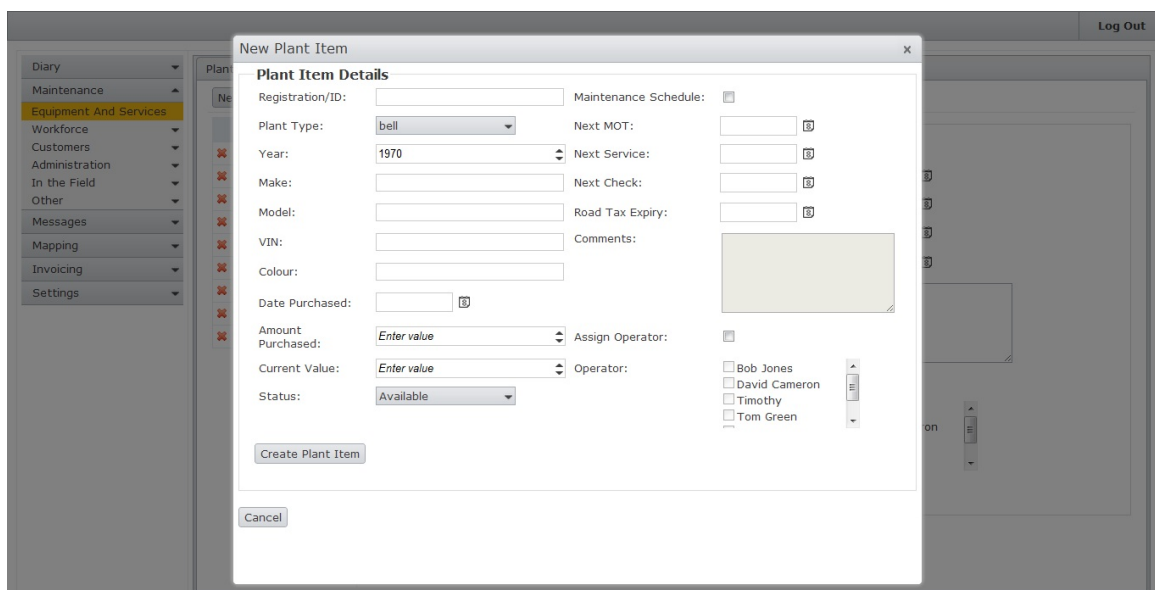 Log Out
New Plant Item x
Diary
Maintenance
Equipment And Services
Workforce
Customers
Administration
In the Field
Other
Messages
Mapping
Invoicing
Settings
Plant
Ne
Plant Item Details
Registration/ID:
Plant Type: bell
Year: 1970
Make:
Model:
VIN:
Colour:
Date Purchased:
Amount
Purchased: Enter value
Current Value: Enter value
Status: Available
Maintenance Schedule:
Next MOT:
Next Service:
Next Check:
Road Tax Expiry:
Comments:
Assign Operator:
Operator: Bob Jones
David Cameron
Timothy
Tom Green
Create Plant Item
Cancel
on